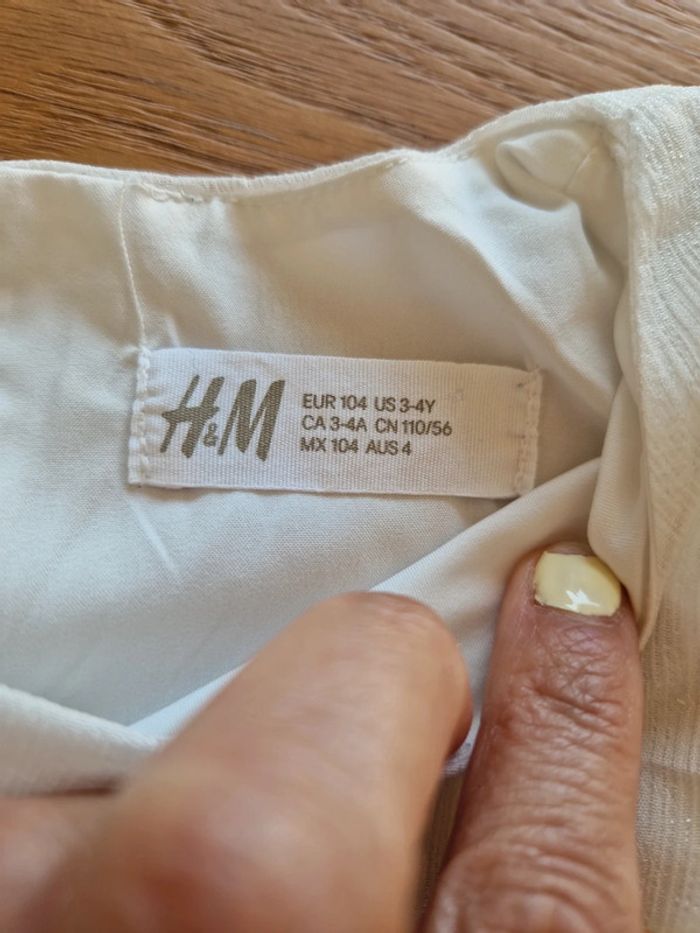 H&M
EUR 104 US 3-4Y
CA 3-4A CN 110/56
MX 104 AUS 4